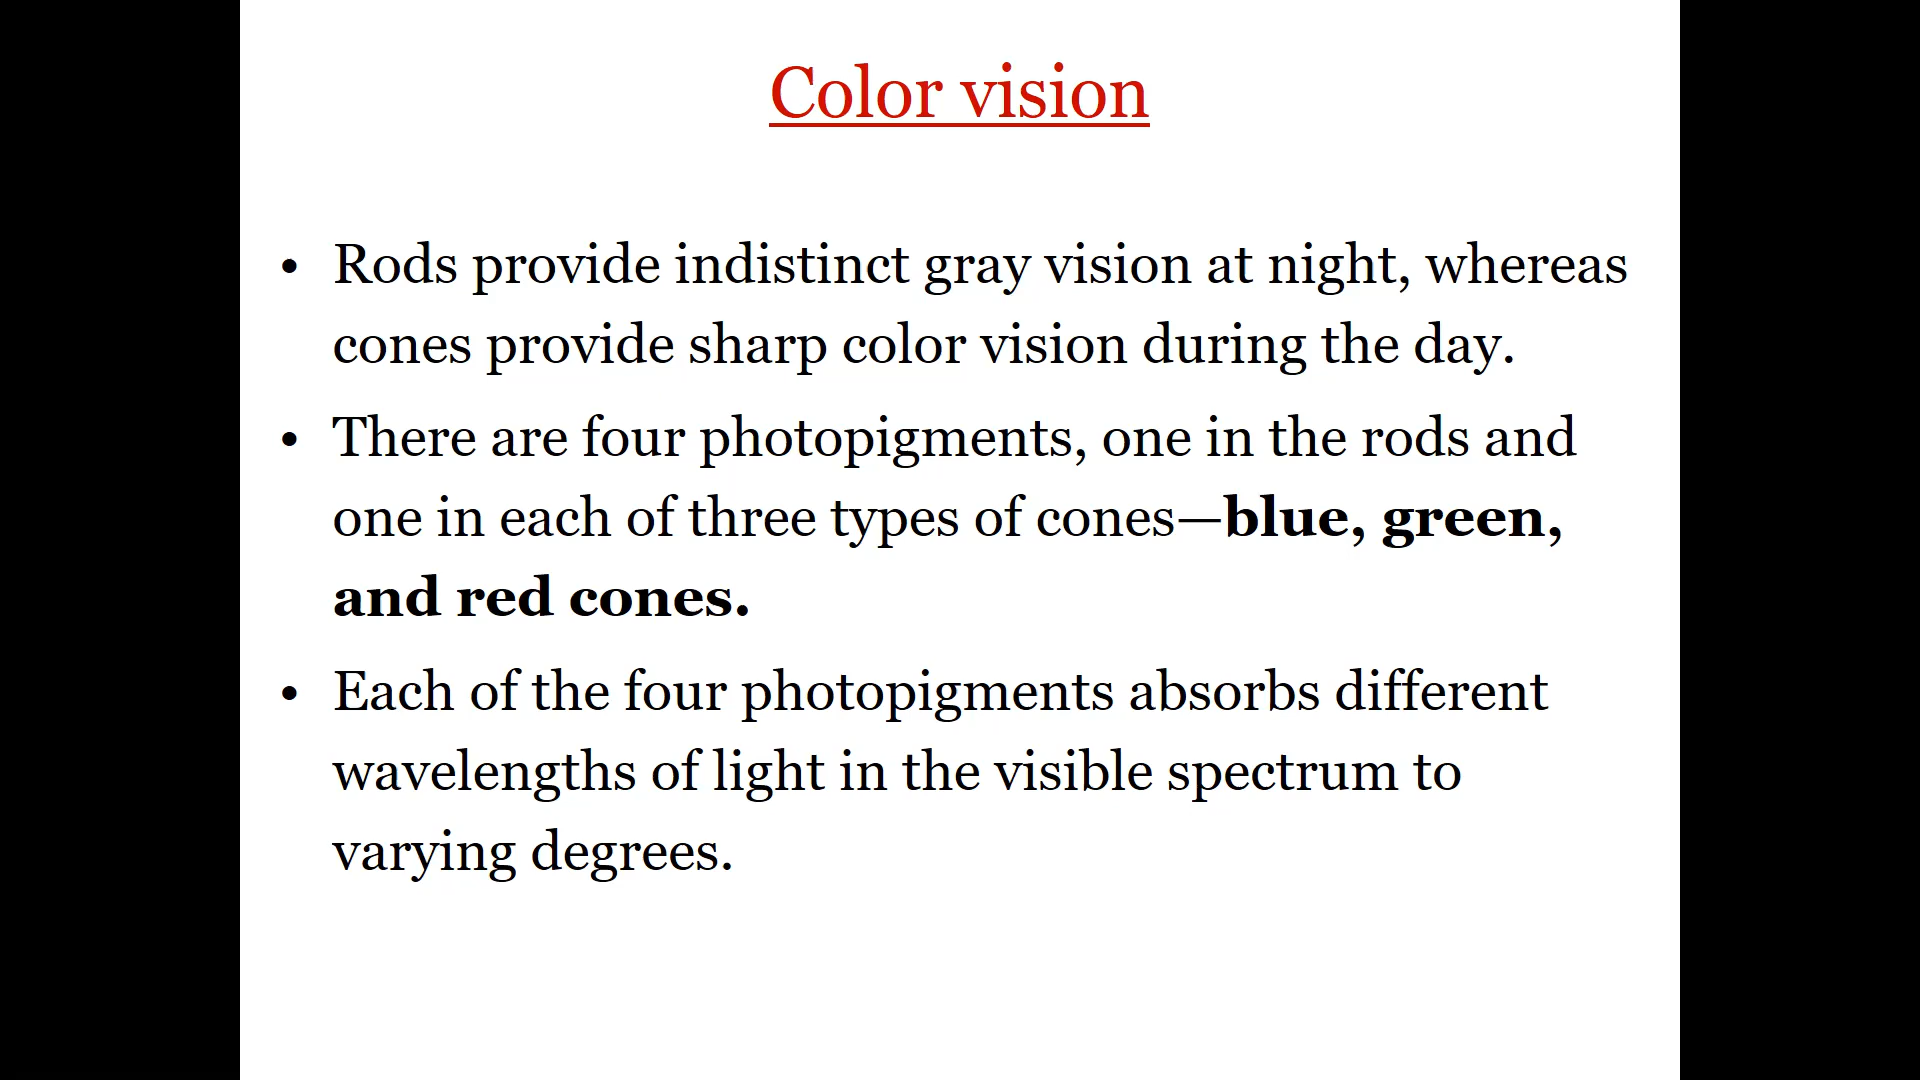 Color vision
• Rods provide indistinct gray vision at night, whereas
cones provide sharp color vision during the day.
• There are four photopigments, one in the rods and
one in each of three types of cones—blue, green,
and red cones.
• Each of the four photopigments absorbs different
wavelengths of light in the visible spectrum to
varying degrees.